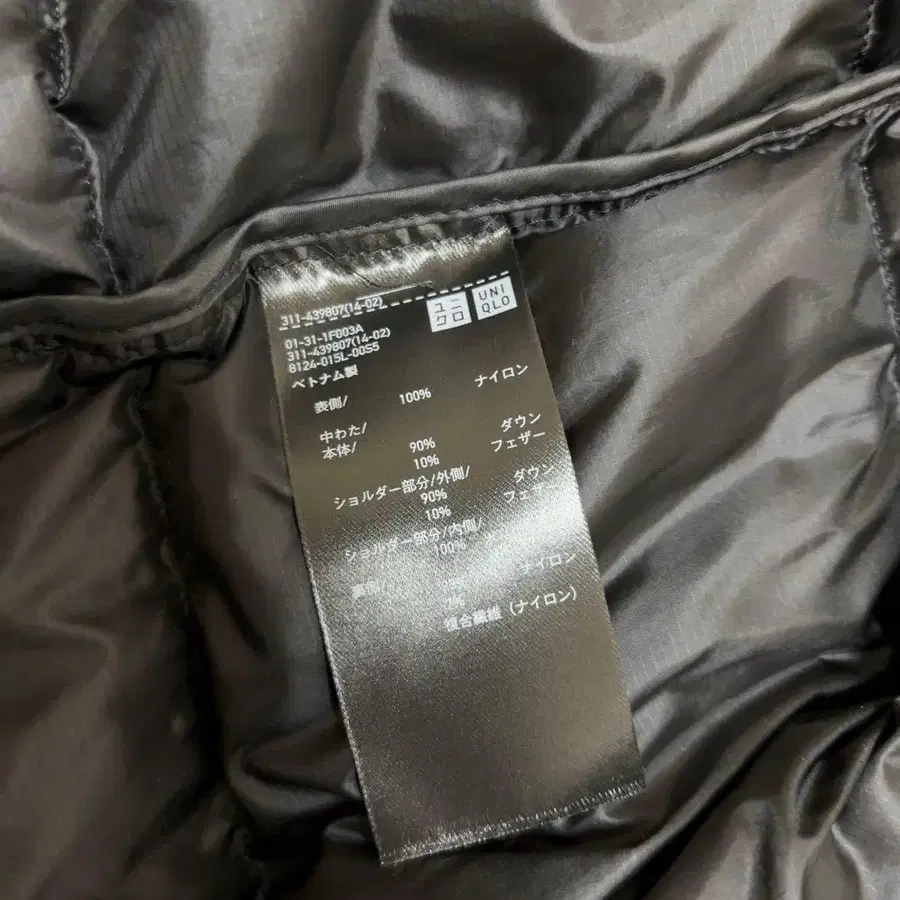 311-439807(14-02)
ユニ
クロ
UNI
QLO
01-31-1F003A
311-439807(14-02)
8124-015L-00S5
ベトナム製
表側/ 100% ナイロン
中わた/
本体/ 90% ダウン
10% フェザー
ショルダー部分/外側/
90% ダウン
10% フェザー
ショルダー部分/内側/
100%
ナイロン
複合繊維 (ナイロン)